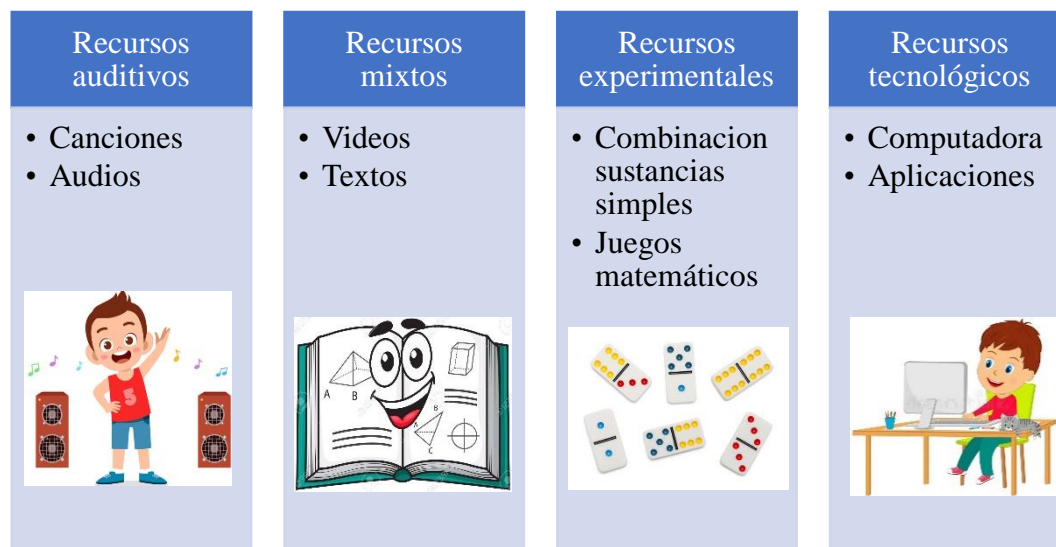 Recursos
auditivos
• Canciones
• Audios
5
Recursos
mixtos
• Videos
• Textos
A
B
B
A
C
Recursos
experimentales
• Combinacion
sustancias
simples
• Juegos
matemáticos
Recursos
tecnológicos
• Computadora
• Aplicaciones